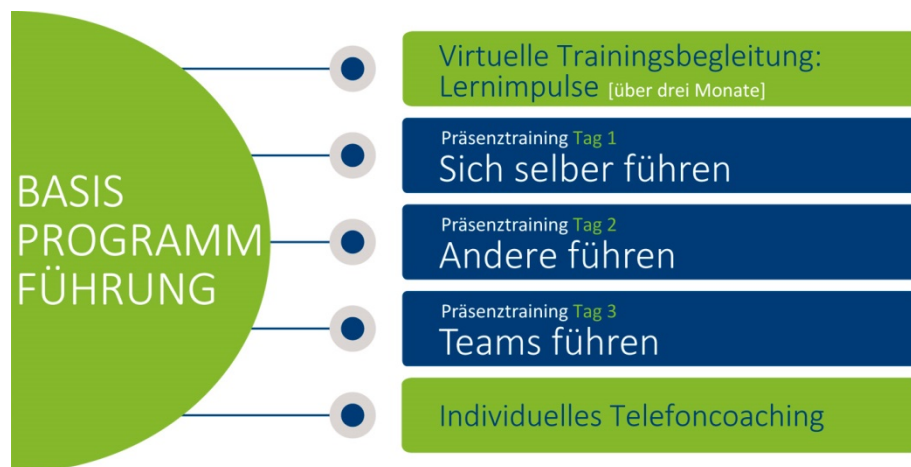 BASIS
PROGRAMM
FÜHRUNG
Virtuelle Trainingsbegleitung:
Lernimpulse [über drei Monate]
Präsenztraining Tag 1
Sich selber führen
Präsenztraining Tag 2
Andere führen
Präsenztraining Tag 3
Teams führen
Individuelles Telefoncoaching